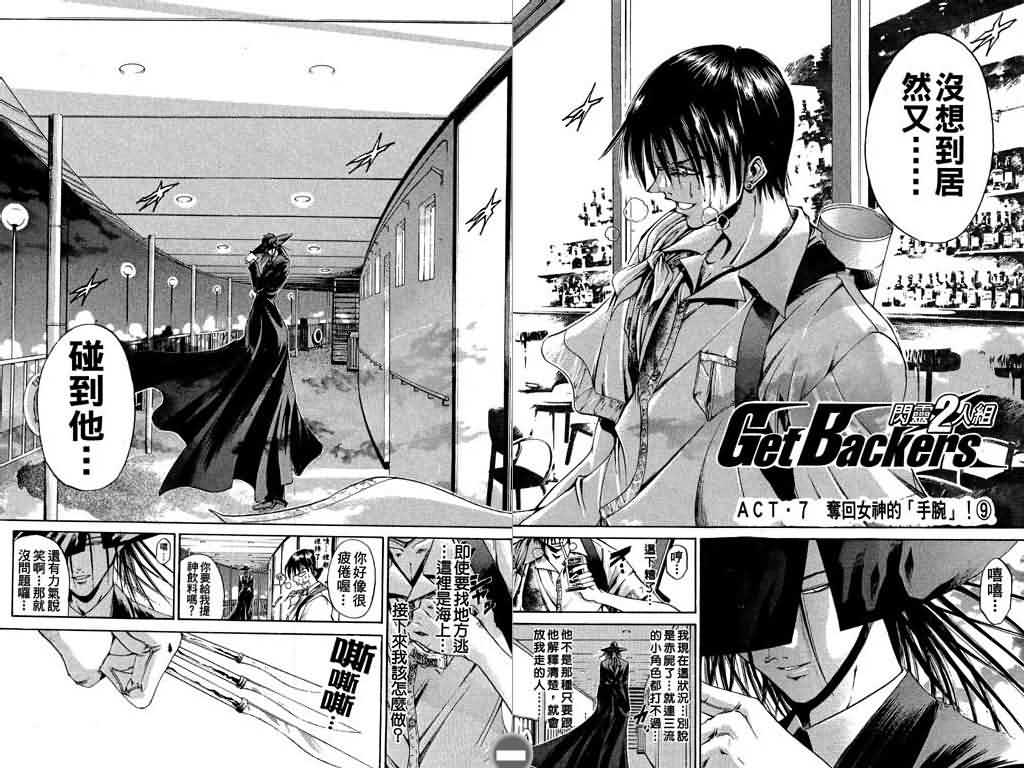 沒想到居
然又……
碰到他…
Get Backers
閃靈2人組
ACT・7 奪回女神的「手腕」！⑨
嘻嘻…
哼…
這下糟了…
我現在這狀況…別說
是赤屍了…就連三流
的小角色都打不過…
他不是那種只要跟
他解釋清楚，就會
放我走的人……
即使要找地方逃
…這裡是海上…
接下來我該怎麼做？
你好像很
疲倦喔…
你要給我提
神飲料嗎？
還有力氣說
笑啊…那就
沒問題囉…
嘶
嘶
嘶…